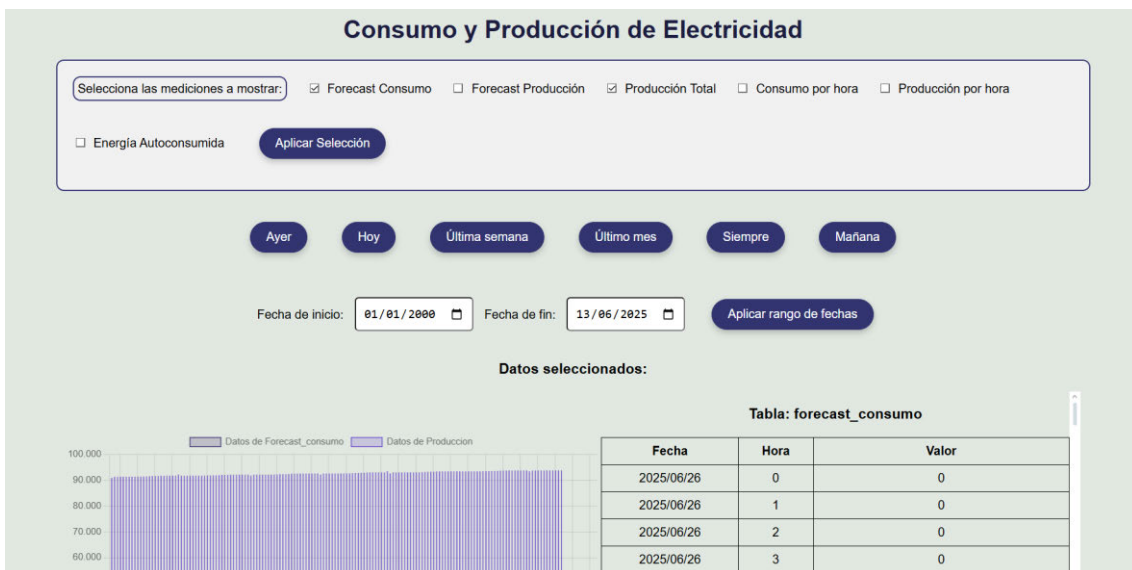 Consumo y Producción de Electricidad
Selecciona las mediciones a mostrar: Forecast Consumo Forecast Producción Producción Total Consumo por hora Producción por hora
Energía Autoconsumida Aplicar Selección
Ayer Hoy Última semana Último mes Siempre Mañana
Fecha de inicio: 01/01/2000 Fecha de fin: 13/06/2025 Aplicar rango de fechas
Datos seleccionados:
Tabla: forecast_consumo
Datos de Forecast_consumo Datos de Produccion
Fecha Hora Valor
100.000
90.000
80.000
70.000
60.000
2025/06/26 0 0
2025/06/26 1 0
2025/06/26 2 0
2025/06/26 3 0